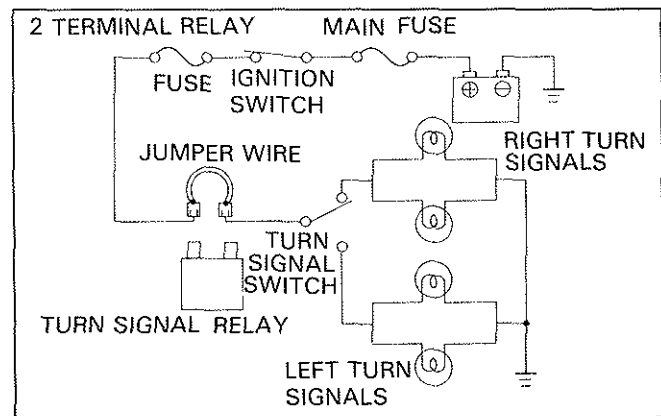 2 TERMINAL RELAY
MAIN FUSE
FUSE
IGNITION
SWITCH
JUMPER WIRE
RIGHT TURN
SIGNALS
TURN
SIGNAL
SWITCH
TURN SIGNAL RELAY
LEFT TURN
SIGNALS